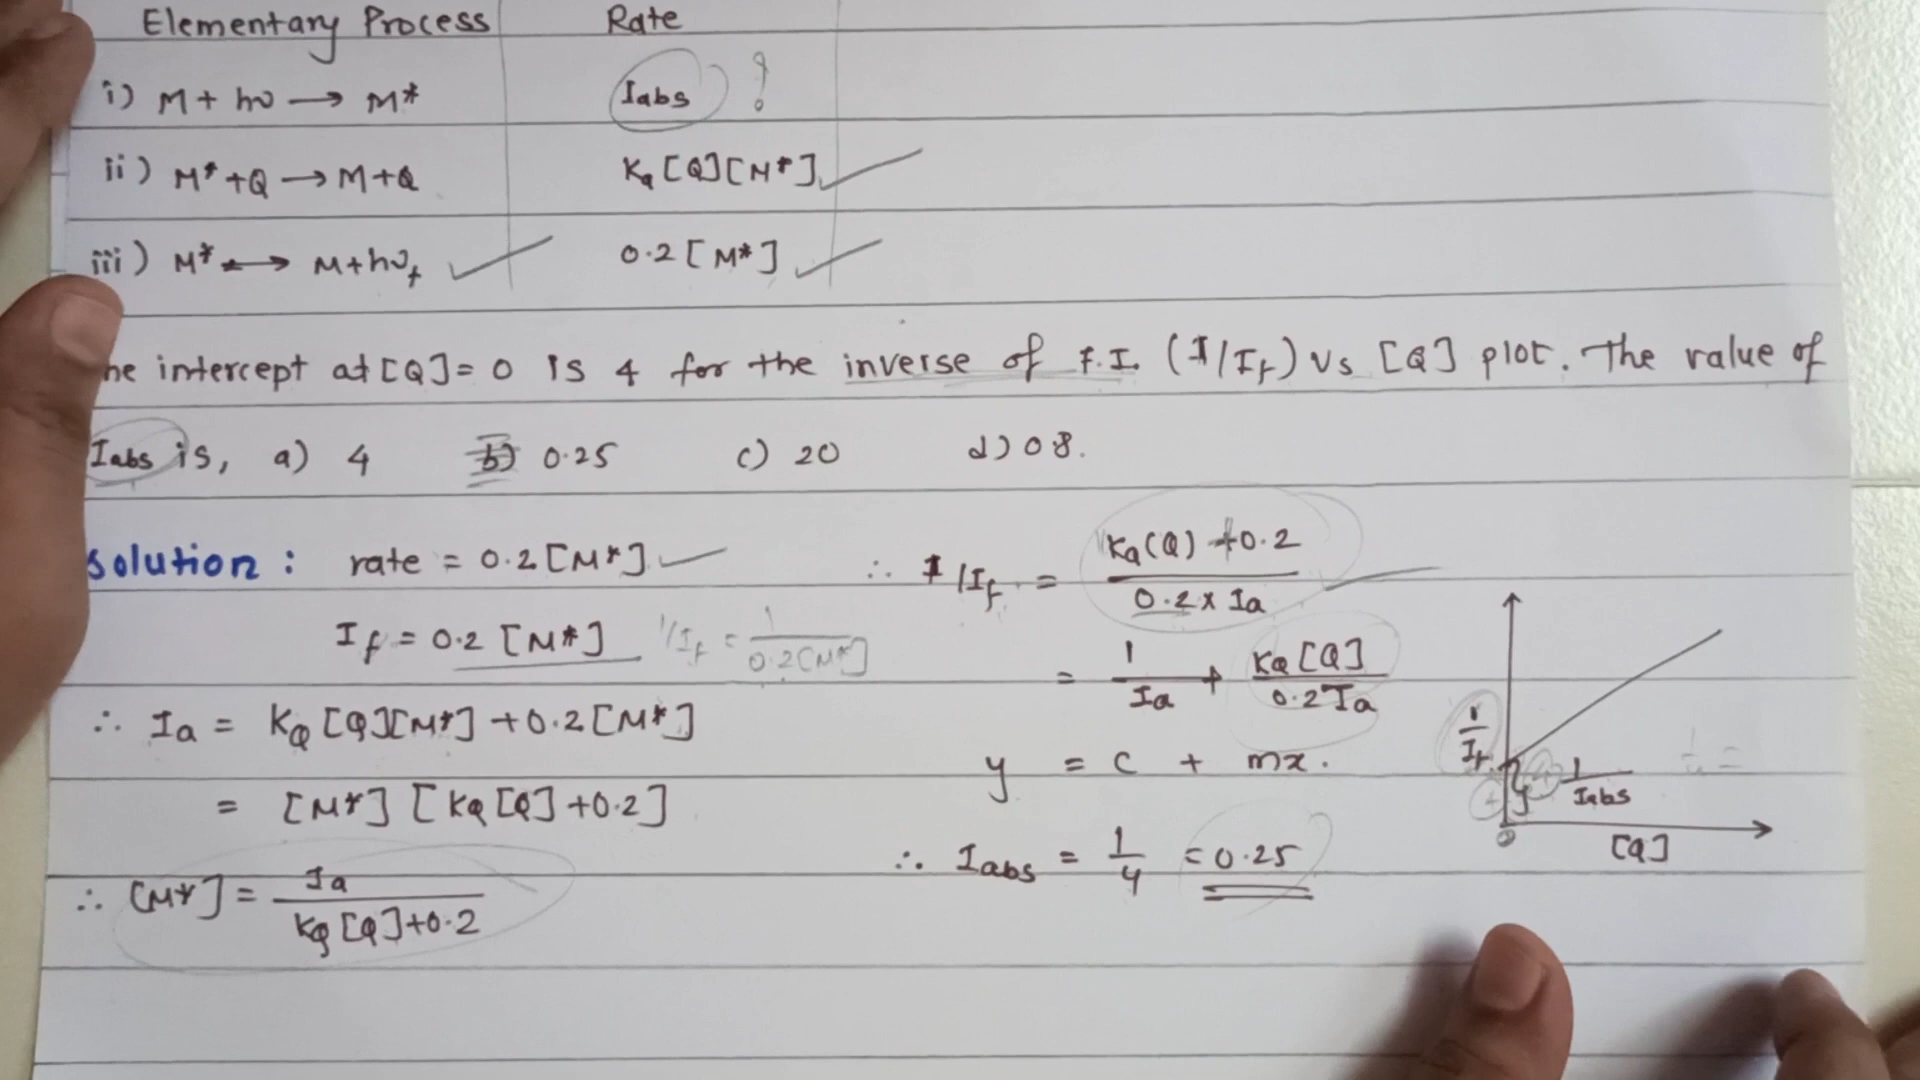 Elementary Process Rate
i) M + hν → M* Iabs ?
ii) M* + Q → M + Q Kq [Q][M*]
iii) M* → M + hνf 0.2 [M*]
he intercept at [Q] = 0 is 4 for the inverse of F.I. (1/If) vs [Q] plot. The value of
Iabs is, a) 4 b) 0.25 c) 20 d) 0.8.
Solution : rate = 0.2 [M*]
If = 0.2 [M*] 1/If = 1/0.2[M*]
∴ Ia = KQ [Q][M*] + 0.2 [M*]
= [M*] [KQ [Q] + 0.2]
∴ [M*] = Ia / Kq [Q] + 0.2
∴ 1/If = Kq (Q) + 0.2 / 0.2 x Ia
= 1/Ia + KQ [Q] / 0.2 Ia
y = c + mx.
∴ Iabs = 1/4 = 0.25
1/If
1/Iabs
[Q]